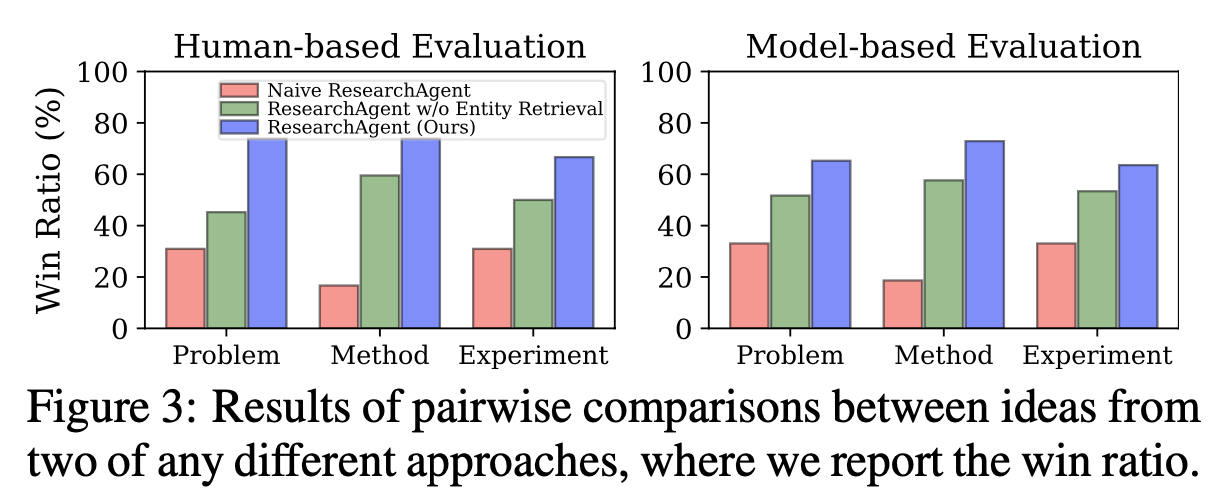 Human-based Evaluation
Model-based Evaluation
Win Ratio (%)
100
80
60
40
20
0
Naive ResearchAgent
ResearchAgent w/o Entity Retrieval
ResearchAgent (Ours)
Problem
Method
Experiment
100
80
60
40
20
0
Problem
Method
Experiment
Figure 3: Results of pairwise comparisons between ideas from
two of any different approaches, where we report the win ratio.